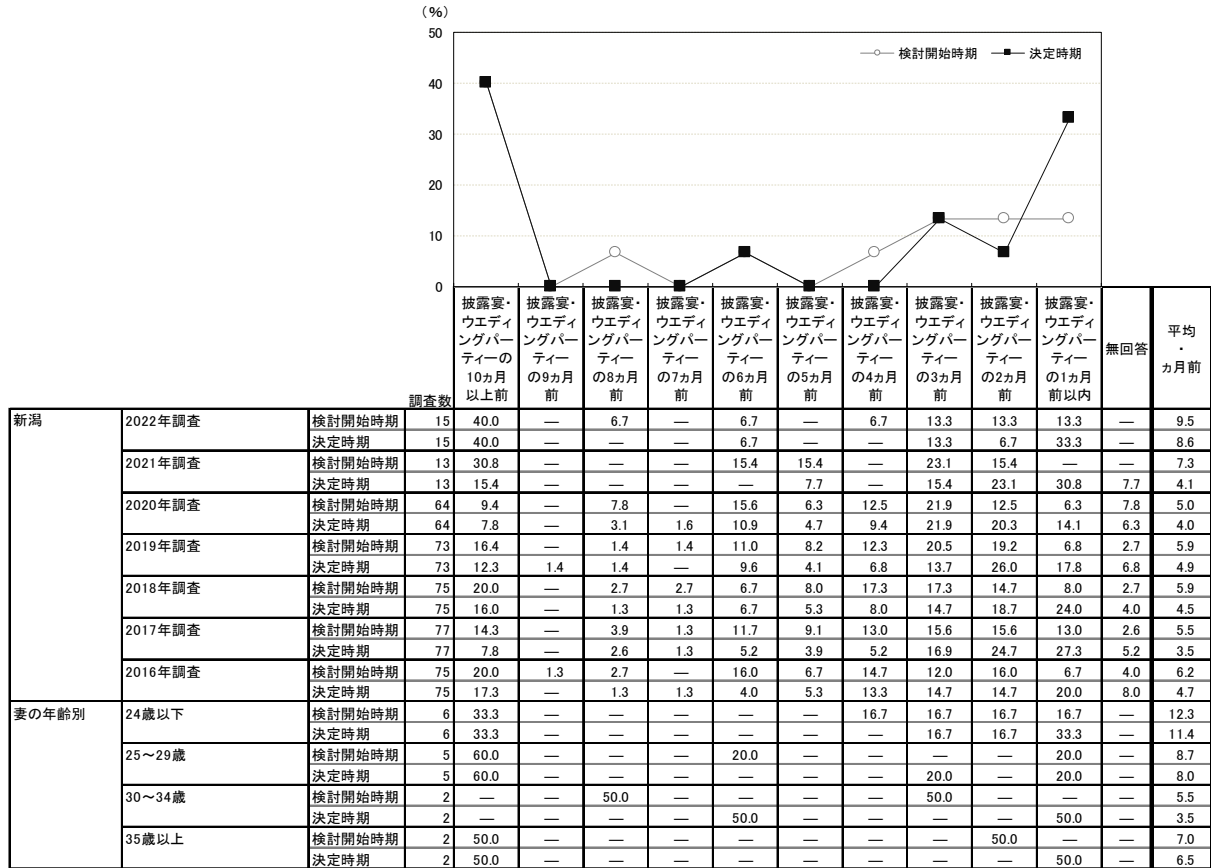 (%)
50
40
30
20
10
0
検討開始時期 決定時期
調査数 披露宴・ウエディングパーティーの10ヵ月以上前 披露宴・ウエディングパーティーの9ヵ月前 披露宴・ウエディングパーティーの8ヵ月前 披露宴・ウエディングパーティーの7ヵ月前 披露宴・ウエディングパーティーの6ヵ月前 披露宴・ウエディングパーティーの5ヵ月前 披露宴・ウエディングパーティーの4ヵ月前 披露宴・ウエディングパーティーの3ヵ月前 披露宴・ウエディングパーティーの2ヵ月前 披露宴・ウエディングパーティーの1ヵ月前以内 無回答 平均・ヵ月前
新潟 2022年調査 検討開始時期 15 40.0 — 6.7 — 6.7 — 6.7 13.3 13.3 13.3 — 9.5
決定時期 15 40.0 — — — 6.7 — — 13.3 6.7 33.3 — 8.6
2021年調査 検討開始時期 13 30.8 — — — 15.4 15.4 — 23.1 15.4 — — 7.3
決定時期 13 15.4 — — — — 7.7 — 15.4 23.1 30.8 7.7 4.1
2020年調査 検討開始時期 64 9.4 — 7.8 — 15.6 6.3 12.5 21.9 12.5 6.3 7.8 5.0
決定時期 64 7.8 — 3.1 1.6 10.9 4.7 9.4 21.9 20.3 14.1 6.3 4.0
2019年調査 検討開始時期 73 16.4 — 1.4 1.4 11.0 8.2 12.3 20.5 19.2 6.8 2.7 5.9
決定時期 73 12.3 1.4 1.4 — 9.6 4.1 6.8 13.7 26.0 17.8 6.8 4.9
2018年調査 検討開始時期 75 20.0 — 2.7 2.7 6.7 8.0 17.3 17.3 14.7 8.0 2.7 5.9
決定時期 75 16.0 — 1.3 1.3 6.7 5.3 8.0 14.7 18.7 24.0 4.0 4.5
2017年調査 検討開始時期 77 14.3 — 3.9 1.3 11.7 9.1 13.0 15.6 15.6 13.0 2.6 5.5
決定時期 77 7.8 — 2.6 1.3 5.2 3.9 5.2 16.9 24.7 27.3 5.2 3.5
2016年調査 検討開始時期 75 20.0 1.3 2.7 — 16.0 6.7 14.7 12.0 16.0 6.7 4.0 6.2
決定時期 75 17.3 — 1.3 1.3 4.0 5.3 13.3 14.7 14.7 20.0 8.0 4.7
妻の年齢別 24歳以下 検討開始時期 6 33.3 — — — — — 16.7 16.7 16.7 16.7 — 12.3
決定時期 6 33.3 — — — — — — 16.7 16.7 33.3 — 11.4
25～29歳 検討開始時期 5 60.0 — — — 20.0 — — — — 20.0 — 8.7
決定時期 5 60.0 — — — — — — 20.0 — 20.0 — 8.0
30～34歳 検討開始時期 2 — — 50.0 — — — — 50.0 — — — 5.5
決定時期 2 — — — — 50.0 — — — — 50.0 — 3.5
35歳以上 検討開始時期 2 50.0 — — — — — — — 50.0 — — 7.0
決定時期 2 50.0 — — — — — — — — 50.0 — 6.5